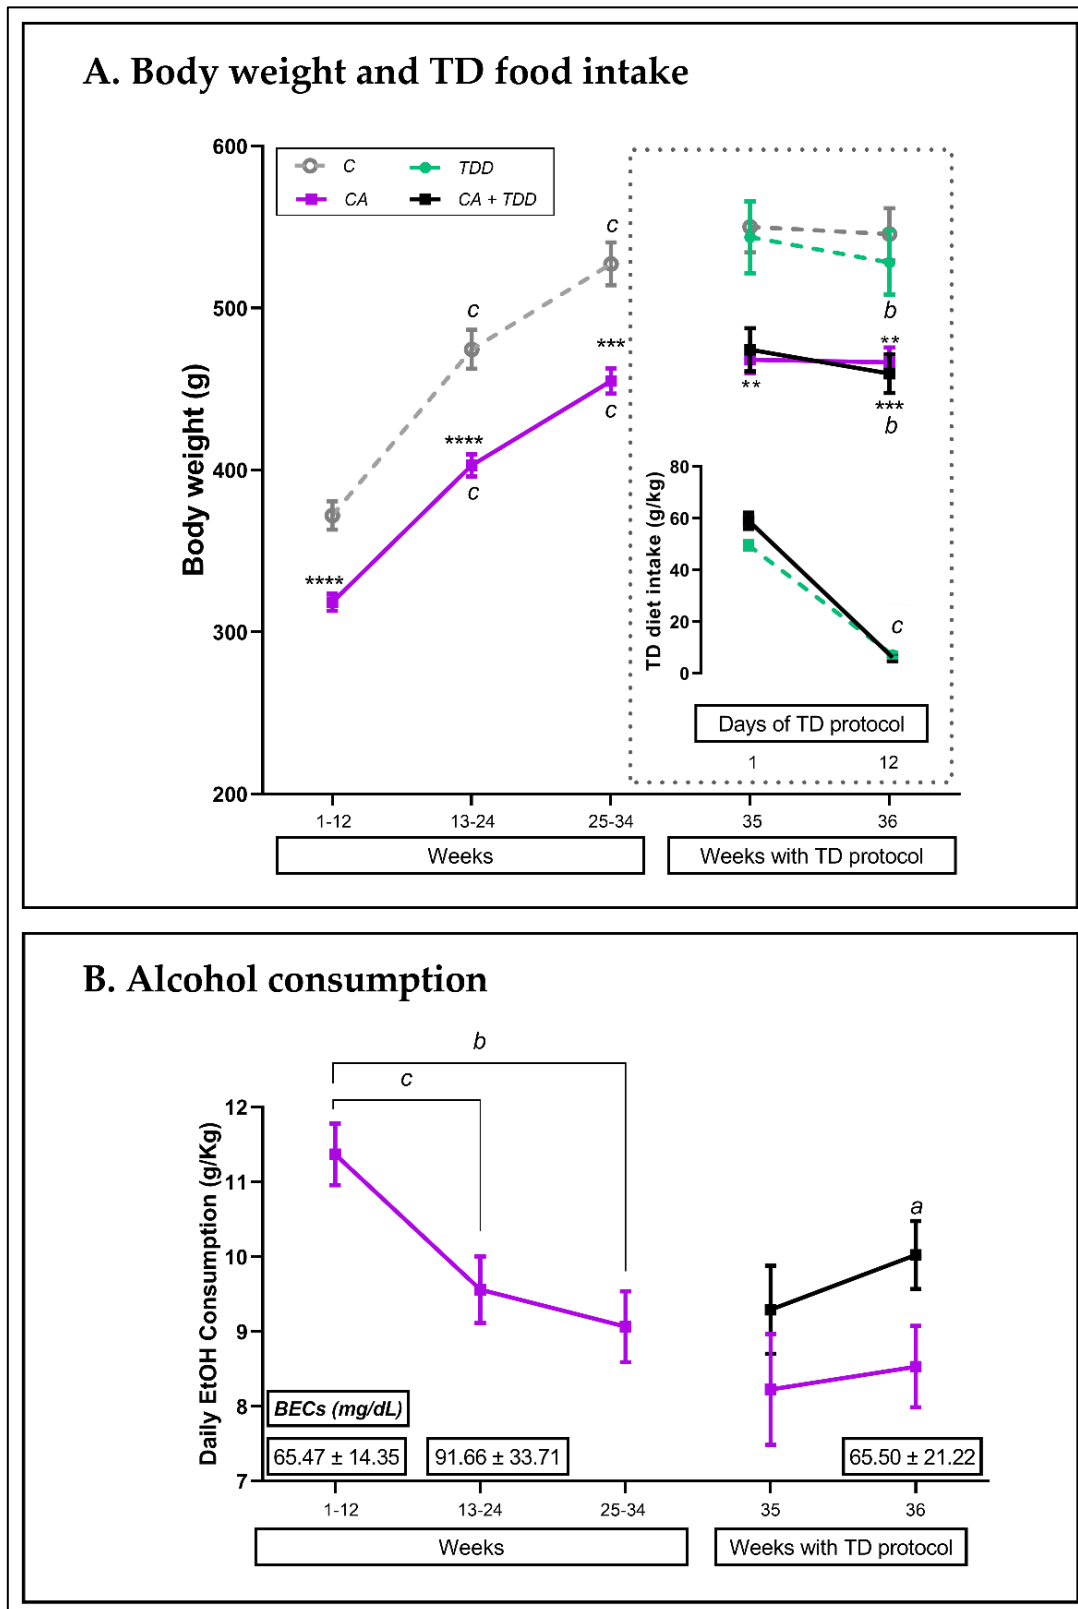 A. Body weight and TD food intake
600
500
400
300
200
Body weight (g)
C
TDD
CA
CA + TDD
c
c
***
c
****
c
****
b
**
**
***
b
80
60
40
20
0
TD diet intake (g/kg)
c
Days of TD protocol
1 12
1-12 13-24 25-34 35 36
Weeks Weeks with TD protocol
B. Alcohol consumption
b
c
12
11
10
9
8
7
Daily EtOH Consumption (g/Kg)
a
BECs (mg/dL)
65.47 ± 14.35 91.66 ± 33.71 65.50 ± 21.22
1-12 13-24 25-34 35 36
Weeks Weeks with TD protocol